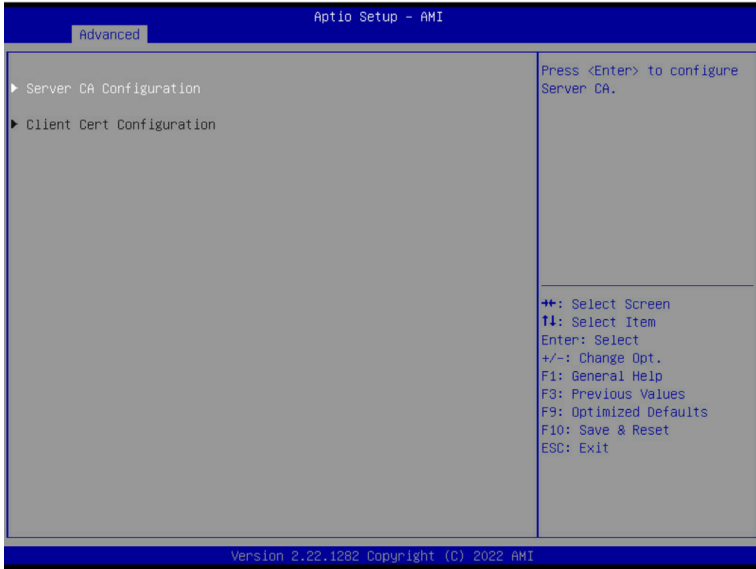 Aptio Setup – AMI
Advanced
Server CA Configuration
Client Cert Configuration
Press <Enter> to configure
Server CA.
→←: Select Screen
↑↓: Select Item
Enter: Select
+/-: Change Opt.
F1: General Help
F3: Previous Values
F9: Optimized Defaults
F10: Save & Reset
ESC: Exit
Version 2.22.1282 Copyright (C) 2022 AMI